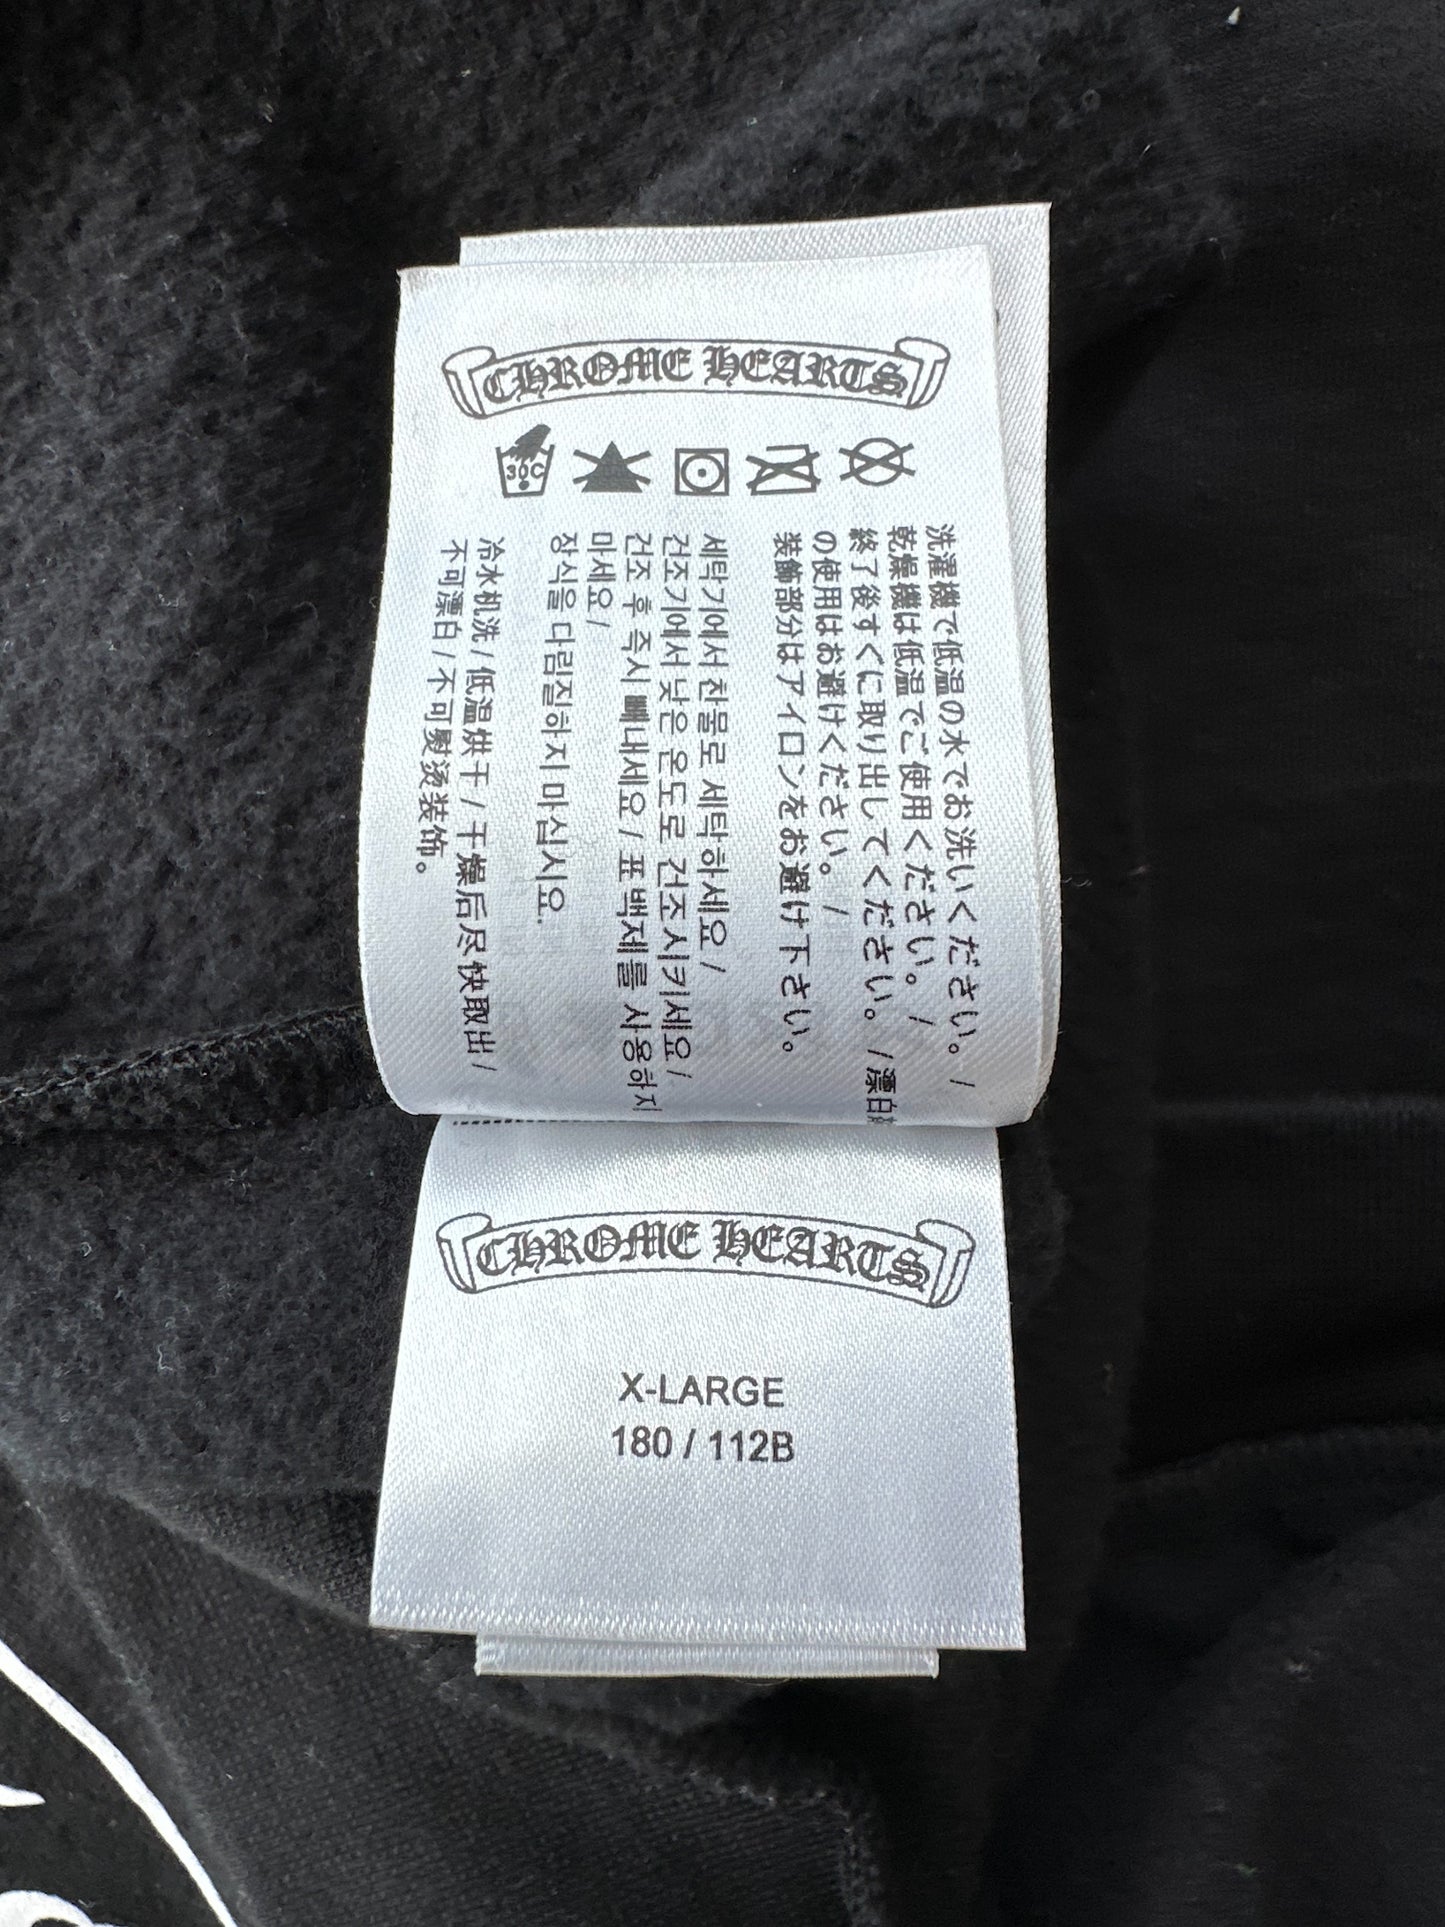 CHROME HEARTS
30C
洗濯機で低温の水でお洗いください。 /
乾燥機は低温でご使用ください。 /
終了後すぐに取り出してください。 / 漂白
の使用はお避けください。 /
装飾部分はアイロンをお避け下さい。
세탁기에서 찬물로 세탁하세요 /
건조기에서 낮은 온도로 건조시키세요 /
건조 후 즉시 빼내세요 / 표백제를 사용하지
마세요 /
장식을 다림질하지 마십시오.
冷水机洗 / 低温烘干 / 干燥后尽快取出 /
不可漂白 / 不可熨烫装饰。
CHROME HEARTS
X-LARGE
180 / 112B